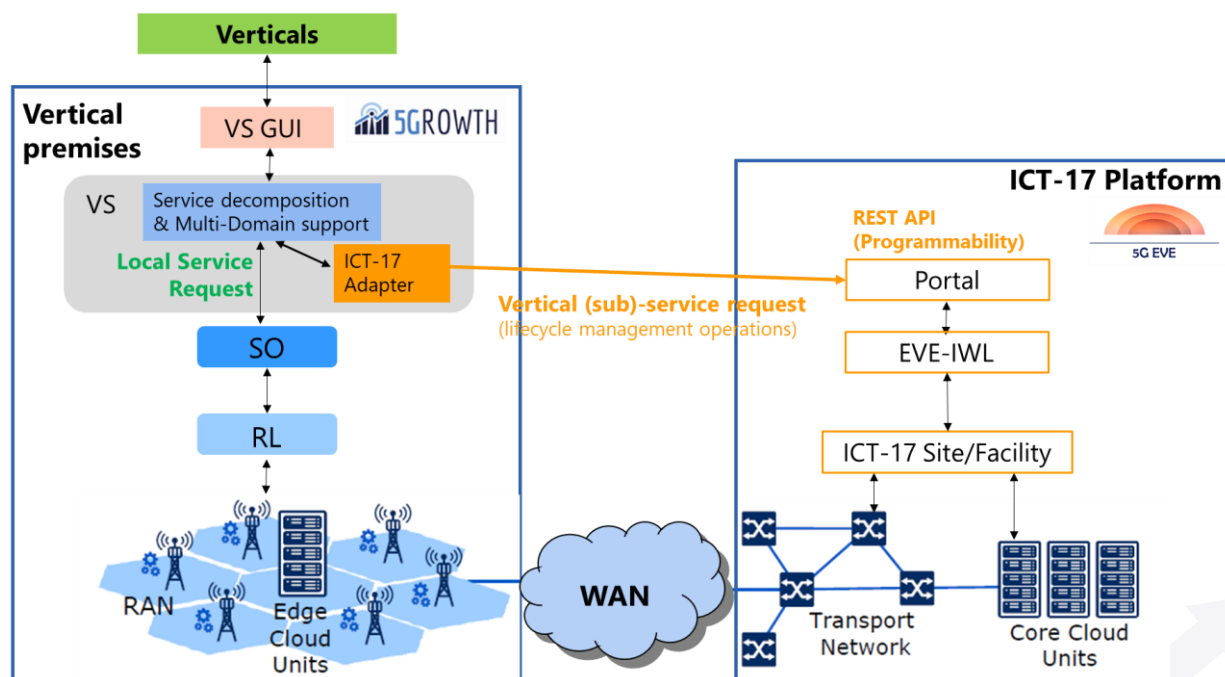 Verticals
Vertical
premises
5GROWTH
VS GUI
VS
Service decomposition
& Multi-Domain support
Local Service
Request
ICT-17
Adapter
SO
RL
RAN
Edge
Cloud
Units
Vertical (sub)-service request
(lifecycle management operations)
WAN
ICT-17 Platform
5G EVE
REST API
(Programmability)
Portal
EVE-IWL
ICT-17 Site/Facility
Transport
Network
Core Cloud
Units